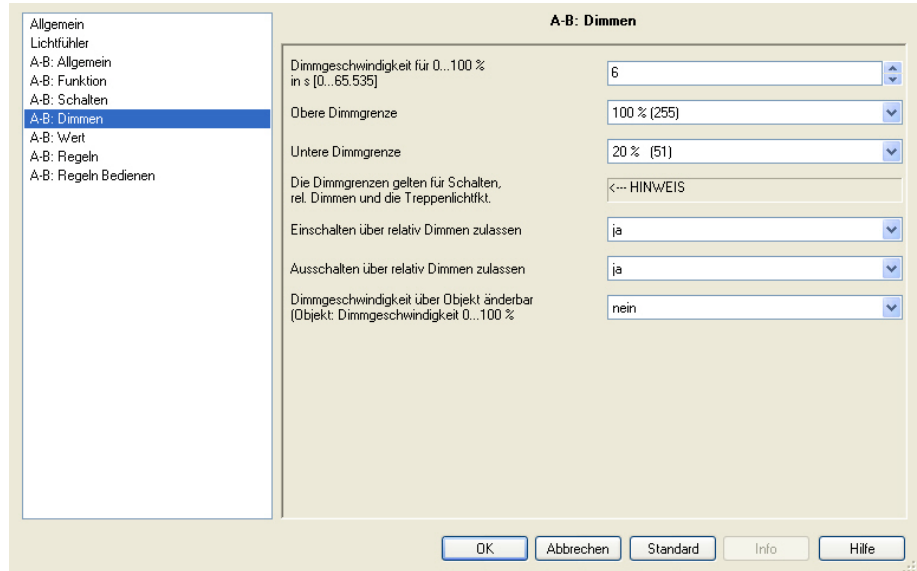 Allgemein
Lichtfühler
A-B: Allgemein
A-B: Funktion
A-B: Schalten
A-B: Dimmen
A-B: Wert
A-B: Regeln
A-B: Regeln Bedienen
A-B: Dimmen
Dimmgeschwindigkeit für 0...100 %
in s [0...65.535]
6
Obere Dimmgrenze
100 % (255)
Untere Dimmgrenze
20 % (51)
Die Dimmgrenzen gelten für Schalten,
rel. Dimmen und die Treppenlichtfkt.
<--- HINWEIS
Einschalten über relativ Dimmen zulassen
ja
Ausschalten über relativ Dimmen zulassen
ja
Dimmgeschwindigkeit über Objekt änderbar
(Objekt: Dimmgeschwindigkeit 0...100 %
nein
OK
Abbrechen
Standard
Info
Hilfe